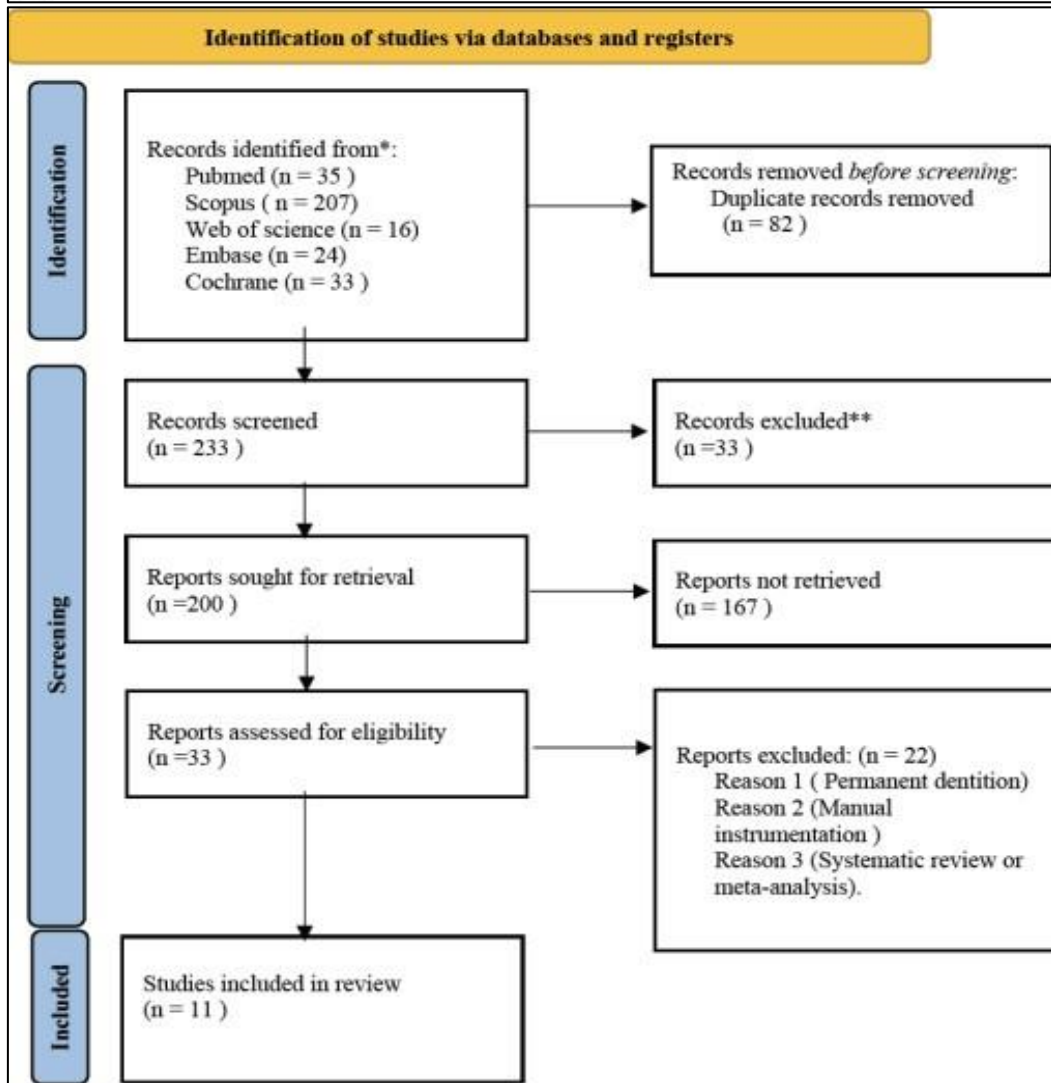 Identification of studies via databases and registers
Identification
Records identified from*:
Pubmed (n = 35 )
Scopus ( n = 207)
Web of science (n = 16)
Embase (n = 24)
Cochrane (n = 33 )
Records removed before screening:
Duplicate records removed
(n = 82 )
Screening
Records screened
(n = 233 )
Records excluded**
(n =33 )
Reports sought for retrieval
(n =200 )
Reports not retrieved
(n = 167 )
Reports assessed for eligibility
(n =33 )
Reports excluded: (n = 22)
Reason 1 ( Permanent dentition)
Reason 2 (Manual
instrumentation )
Reason 3 (Systematic review or
meta-analysis).
Included
Studies included in review
(n = 11 )